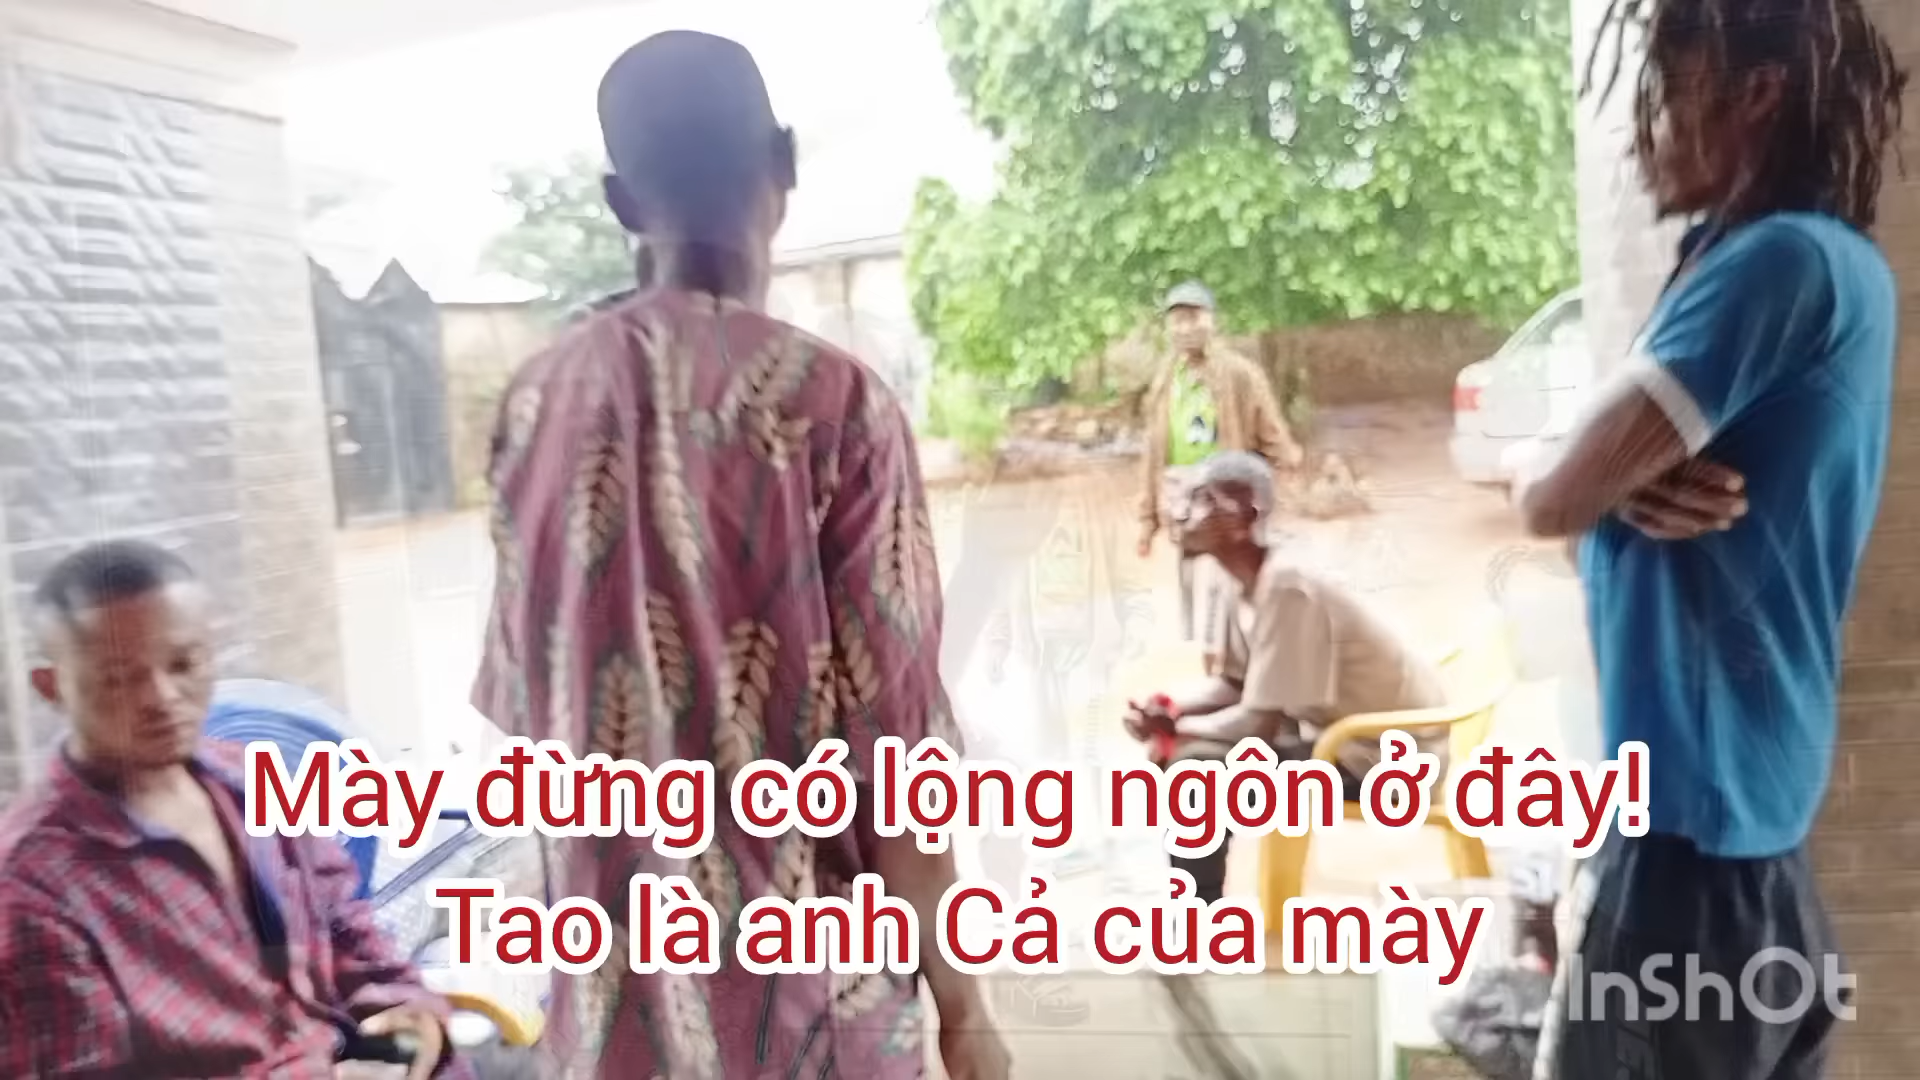 Mày đừng có lộng ngôn ở đây!
Tao là anh Cả của mày
InShOt